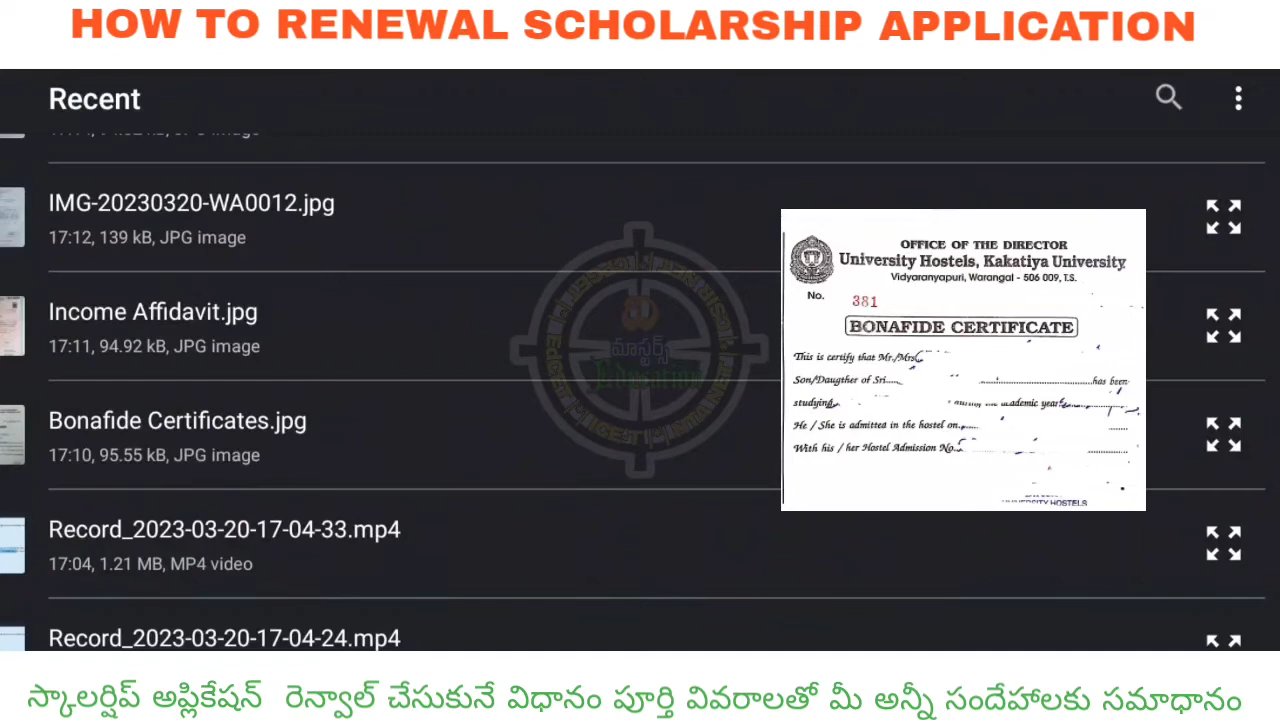 HOW TO RENEWAL SCHOLARSHIP APPLICATION
Recent
IMG-20230320-WA0012.jpg
17:12, 139 kB, JPG image
Income Affidavit.jpg
17:11, 94.92 kB, JPG image
Bonafide Certificates.jpg
17:10, 95.55 kB, JPG image
Record_2023-03-20-17-04-33.mp4
17:04, 1.21 MB, MP4 video
Record_2023-03-20-17-04-24.mp4
మాస్టర్స్
Education
OFFICE OF THE DIRECTOR
University Hostels, Kakatiya University
Vidyaranyapuri, Warangal - 506 009, T.S.
No. 381
BONAFIDE CERTIFICATE
This is certify that Mr./Mrs
Son/Daugther of Sri..... has been
studying academic year
He / She is admitted in the hostel on
With his / her Hostel Admission No.
UNIVERSITY HOSTELS
స్కాలర్షిప్ అప్లికేషన్ రెన్వాల్ చేసుకునే విధానం పూర్తి వివరాలతో మీ అన్నీ సందేహాలకు సమాధానం